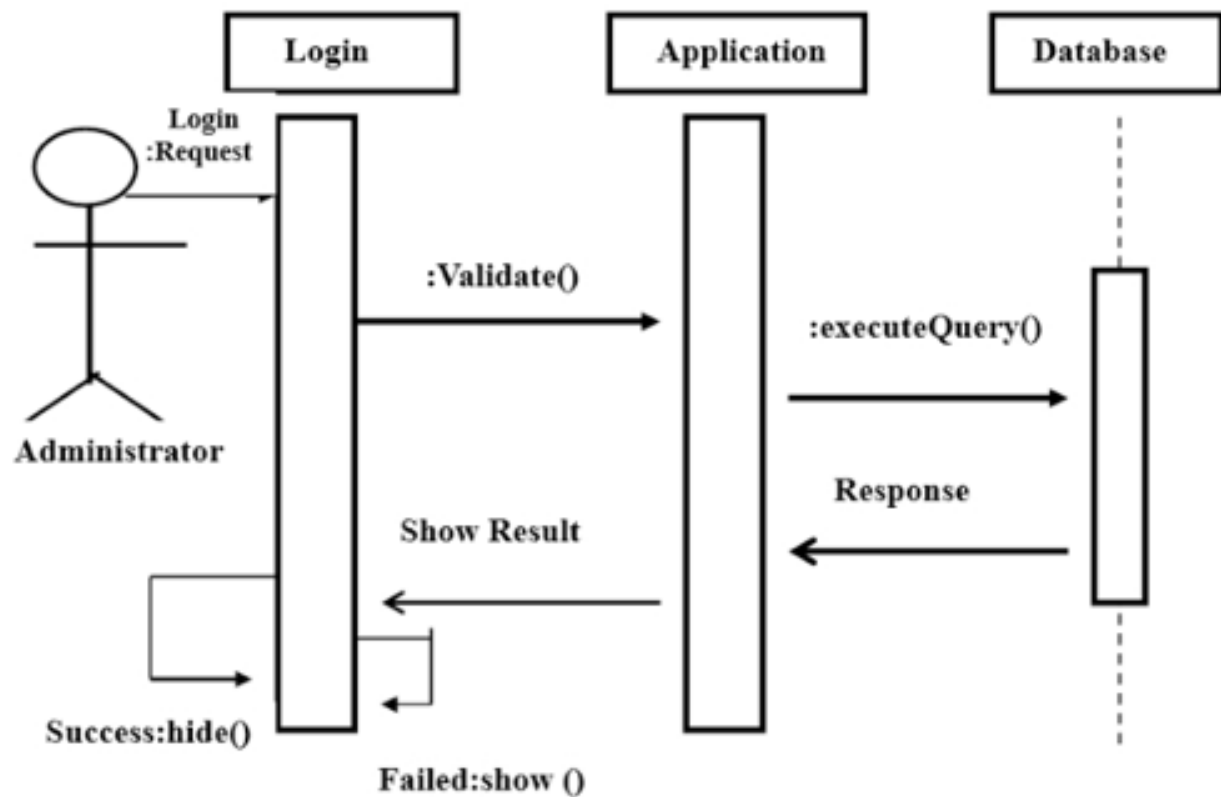 Login
Application
Database
Login
:Request
:Validate()
:executeQuery()
Administrator
Response
Show Result
Success:hide()
Failed:show ()